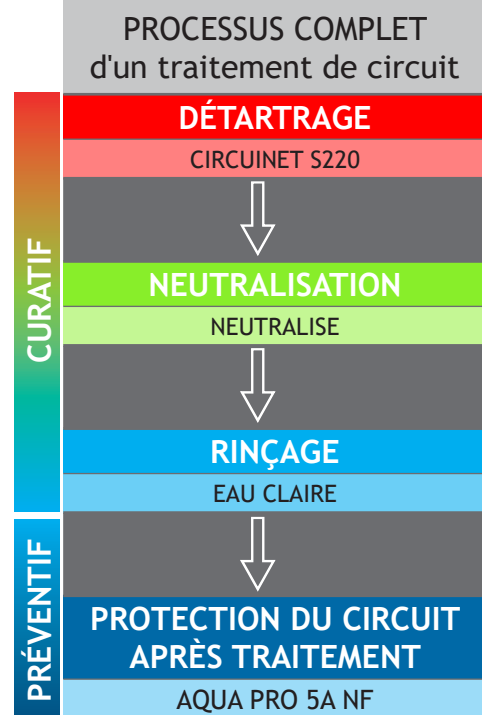 PROCESSUS COMPLET
d'un traitement de circuit
CURATIF
DÉTARTRAGE
CIRCUINET S220
NEUTRALISATION
NEUTRALISE
RINÇAGE
EAU CLAIRE
PRÉVENTIF
PROTECTION DU CIRCUIT
APRÈS TRAITEMENT
AQUA PRO 5A NF